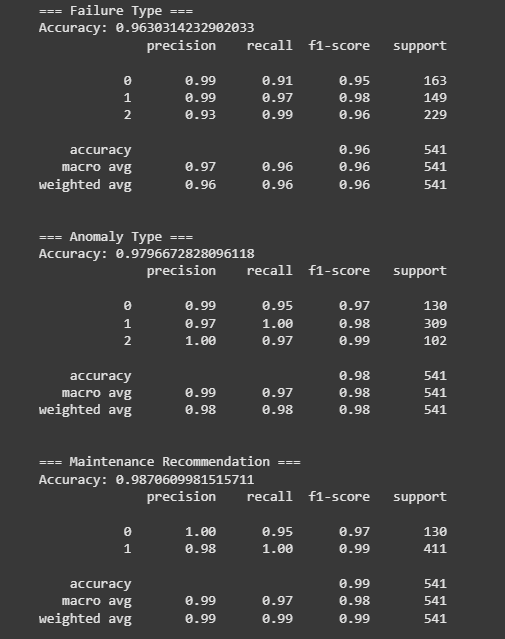 === Failure Type ===
Accuracy: 0.9630314232902033
precision recall f1-score support
0 0.99 0.91 0.95 163
1 0.99 0.97 0.98 149
2 0.93 0.99 0.96 229
accuracy 0.96 541
macro avg 0.97 0.96 0.96 541
weighted avg 0.96 0.96 0.96 541
=== Anomaly Type ===
Accuracy: 0.9796672828096118
precision recall f1-score support
0 0.99 0.95 0.97 130
1 0.97 1.00 0.98 309
2 1.00 0.97 0.99 102
accuracy 0.98 541
macro avg 0.99 0.97 0.98 541
weighted avg 0.98 0.98 0.98 541
=== Maintenance Recommendation ===
Accuracy: 0.9870609981515711
precision recall f1-score support
0 1.00 0.95 0.97 130
1 0.98 1.00 0.99 411
accuracy 0.99 541
macro avg 0.99 0.97 0.98 541
weighted avg 0.99 0.99 0.99 541